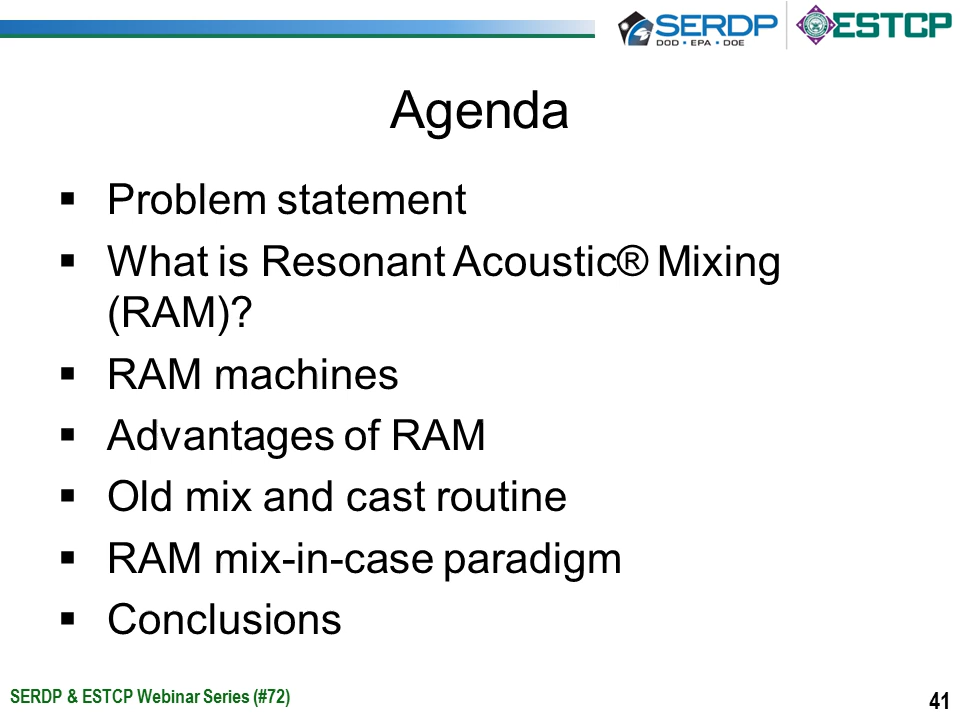 SERDP
DOD • EPA • DOE
ESTCP
Agenda
▪ Problem statement
▪ What is Resonant Acoustic® Mixing
(RAM)?
▪ RAM machines
▪ Advantages of RAM
▪ Old mix and cast routine
▪ RAM mix-in-case paradigm
▪ Conclusions
SERDP & ESTCP Webinar Series (#72)
41